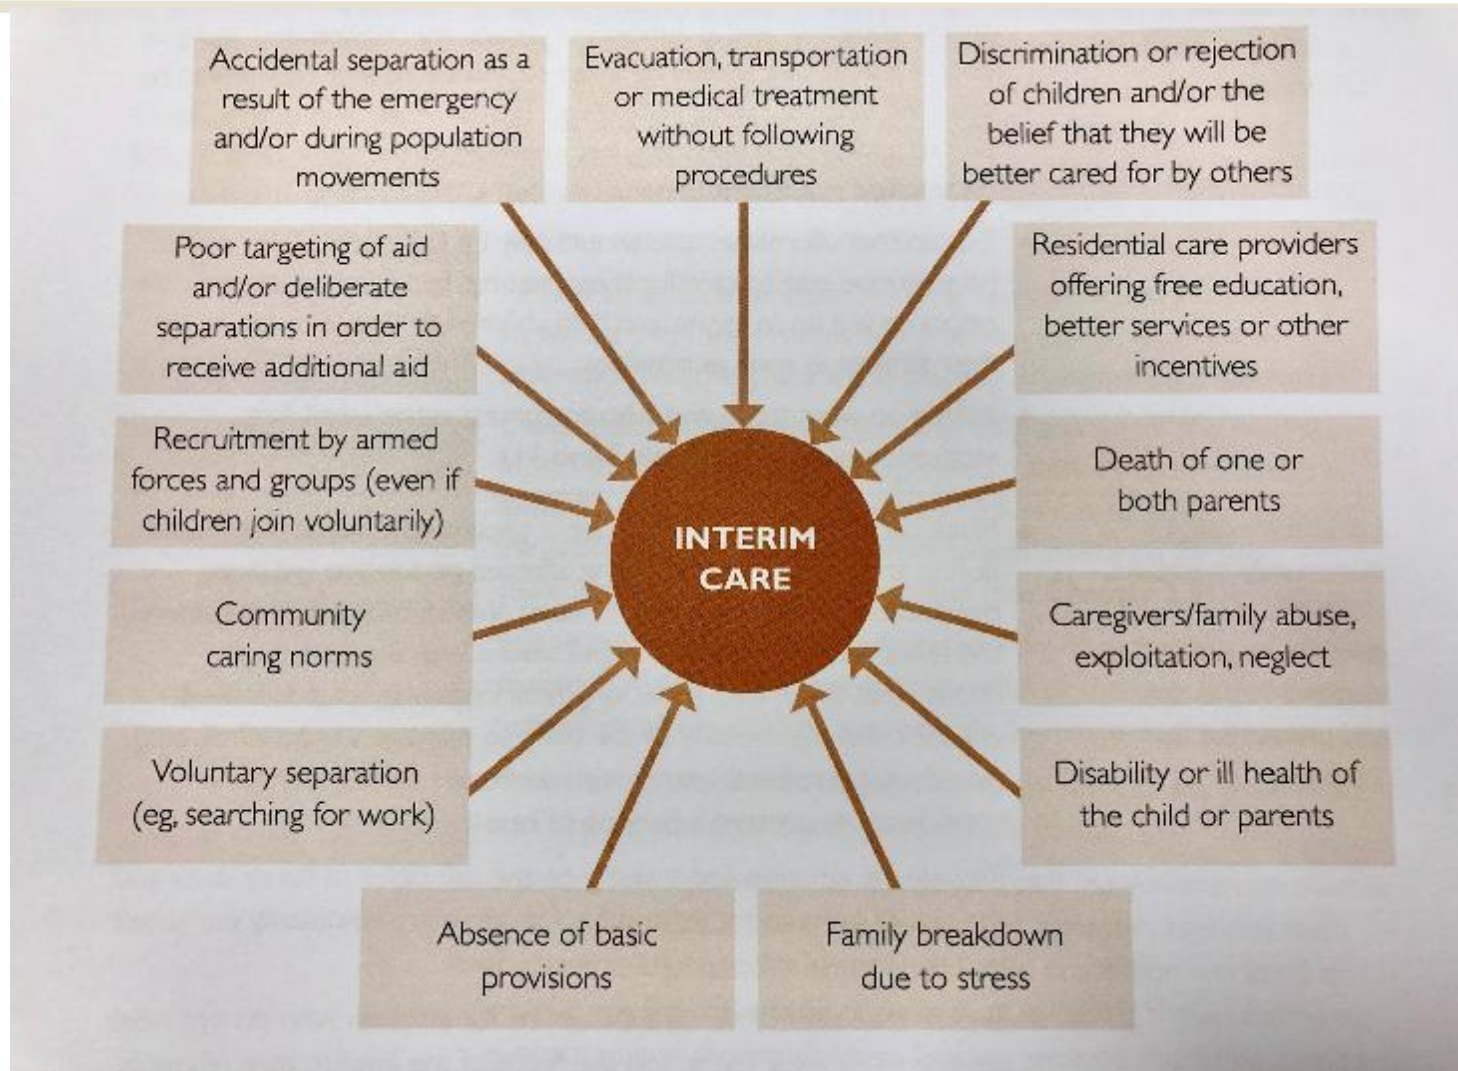 Accidental separation as a
result of the emergency
and/or during population
movements
Evacuation, transportation
or medical treatment
without following
procedures
Discrimination or rejection
of children and/or the
belief that they will be
better cared for by others
Poor targeting of aid
and/or deliberate
separations in order to
receive additional aid
Residential care providers
offering free education,
better services or other
incentives
Recruitment by armed
forces and groups (even if
children join voluntarily)
Death of one or
both parents
INTERIM
CARE
Community
caring norms
Caregivers/family abuse,
exploitation, neglect
Voluntary separation
(eg, searching for work)
Disability or ill health of
the child or parents
Absence of basic
provisions
Family breakdown
due to stress